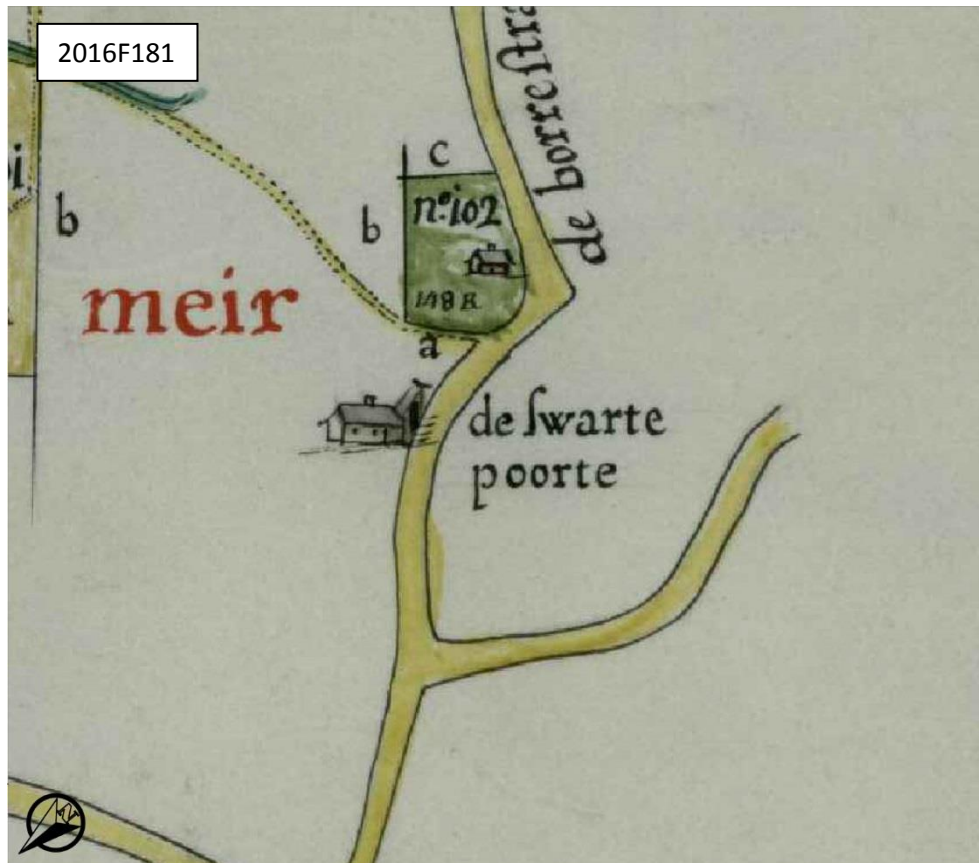 2016F181
de borreſtra
c
n:o 102
b
b
148 R
meir
a
de ſwarte
poorte